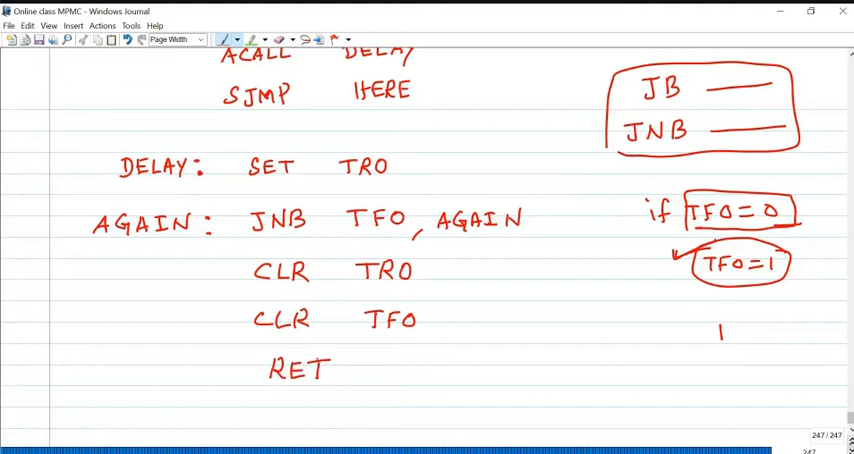 Online class MPMC - Windows Journal
File Edit View Insert Actions Tools Help
Page Width
ACALL DELAY
SJMP HERE
JB
JNB
DELAY: SET TR0
AGAIN: JNB TF0, AGAIN
if TF0 = 0
TF0 = 1
CLR TR0
CLR TF0
RET
1
247 / 247
247